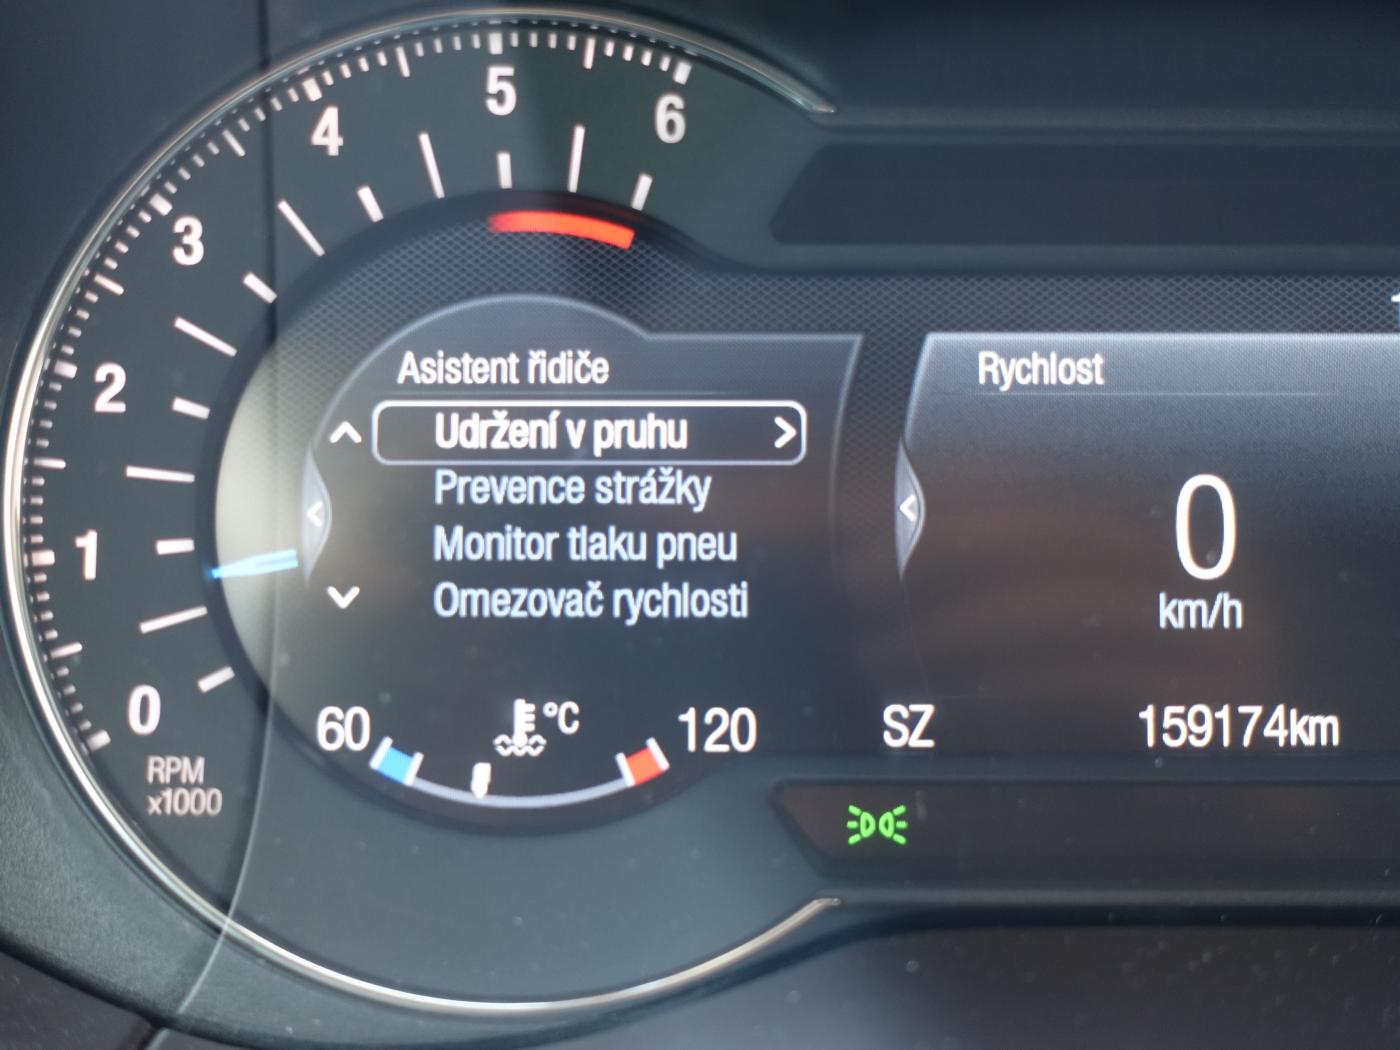 5
6
4
3
2
1
0
RPM
x1000
Asistent řidiče
Udržení v pruhu
Prevence strážky
Monitor tlaku pneu
Omezovač rychlosti
60
°C
120
Rychlost
0
km/h
SZ
159174km